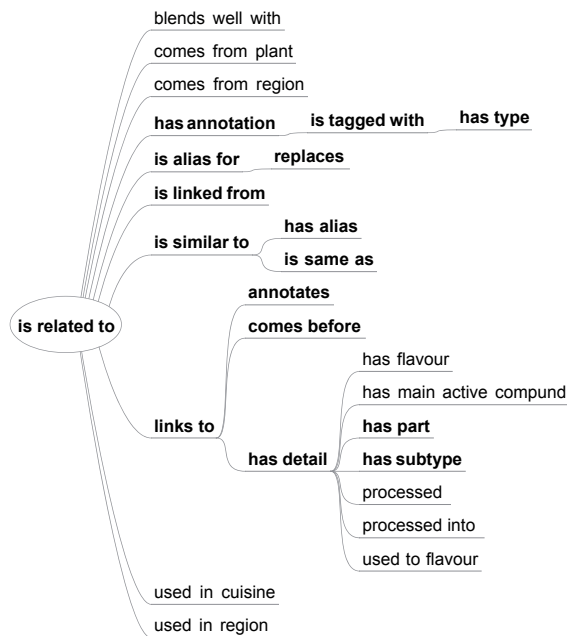 blends well with
comes from plant
comes from region
has annotation is tagged with has type
is alias for replaces
is linked from
is similar to
has alias
is same as
is related to
links to
annotates
comes before
has detail
has flavour
has main active compund
has part
has subtype
processed
processed into
used to flavour
used in cuisine
used in region